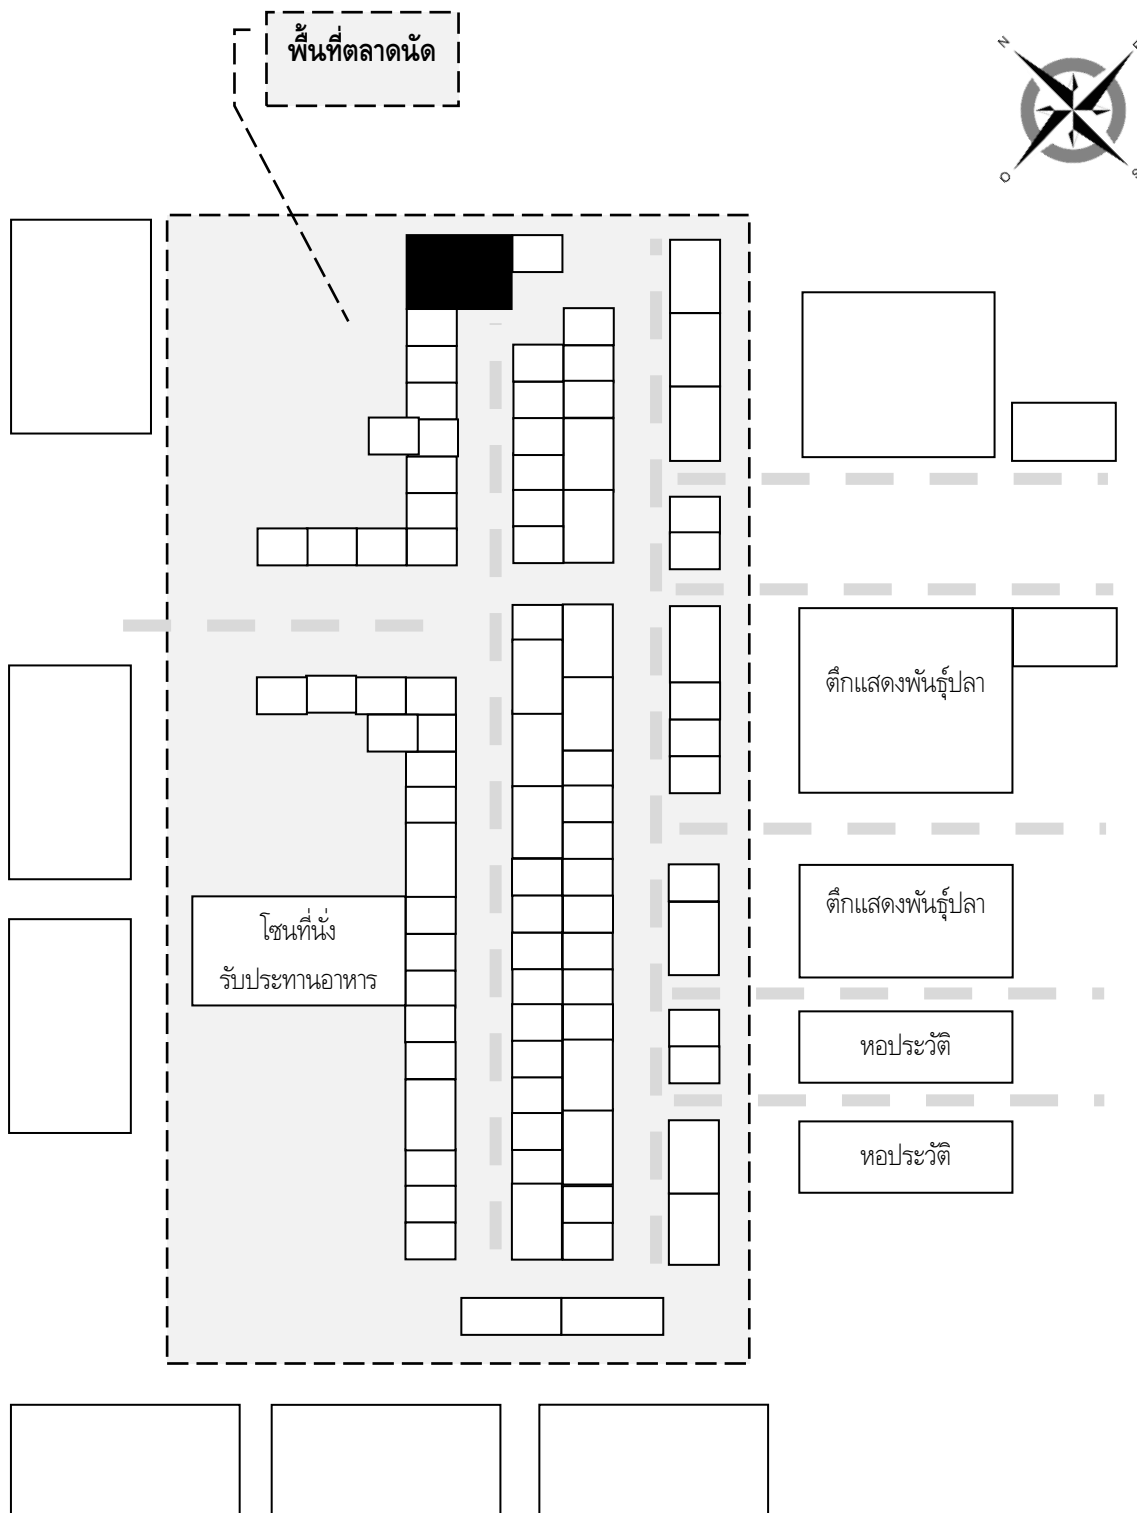 พื้นที่ตลาดนัด
N
E
O
S
ตึกแสดงพันธุ์ปลา
โซนที่นั่ง
รับประทานอาหาร
ตึกแสดงพันธุ์ปลา
หอประวัติ
หอประวัติ